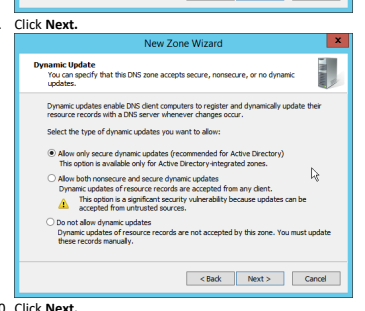 . Click Next.
New Zone Wizard
x
Dynamic Update
You can specify that this DNS zone accepts secure, nonsecure, or no dynamic
updates.
Dynamic updates enable DNS client computers to register and dynamically update their
resource records with a DNS server whenever changes occur.
Select the type of dynamic updates you want to allow:
Allow only secure dynamic updates (recommended for Active Directory)
This option is available only for Active Directory-integrated zones.
Allow both nonsecure and secure dynamic updates
Dynamic updates of resource records are accepted from any client.
This option is a significant security vulnerability because updates can be
accepted from untrusted sources.
Do not allow dynamic updates
Dynamic updates of resource records are not accepted by this zone. You must update
these records manually.
< Back Next > Cancel
0. Click Next.